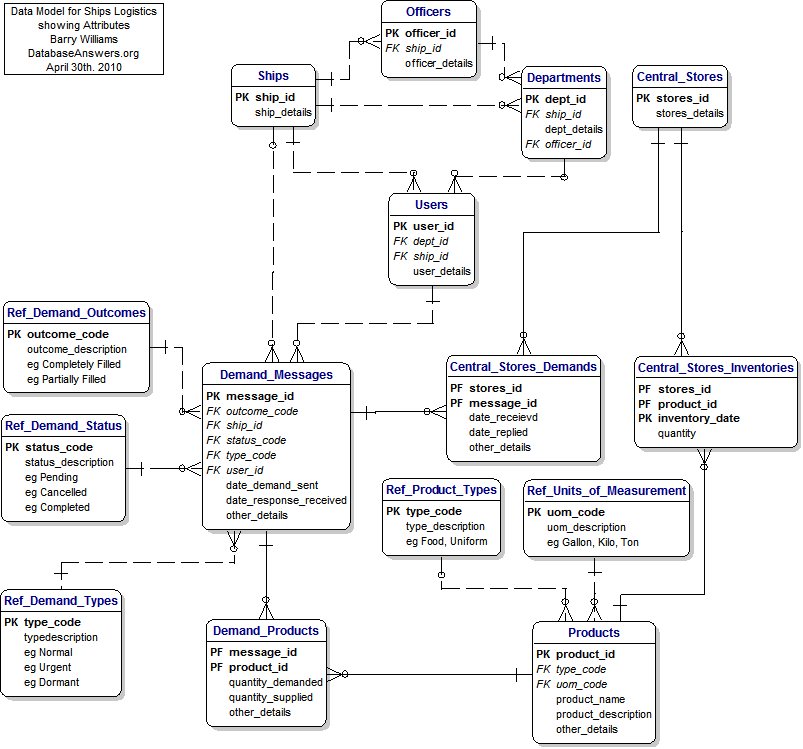 Data Model for Ships Logistics
showing Attributes
Barry Williams
DatabaseAnswers.org
April 30th. 2010
Officers
PK officer_id
FK ship_id
officer_details
Ships
PK ship_id
ship_details
Departments
PK dept_id
FK ship_id
dept_details
FK officer_id
Central_Stores
PK stores_id
stores_details
Users
PK user_id
FK dept_id
FK ship_id
user_details
Ref_Demand_Outcomes
PK outcome_code
outcome_description
eg Completely Filled
eg Partially Filled
Demand_Messages
PK message_id
FK outcome_code
FK ship_id
FK status_code
FK type_code
FK user_id
date_demand_sent
date_response_received
other_details
Central_Stores_Demands
PF stores_id
PF message_id
date_receievd
date_replied
other_details
Central_Stores_Inventories
PF stores_id
PF product_id
PK inventory_date
quantity
Ref_Demand_Status
PK status_code
status_description
eg Pending
eg Cancelled
eg Completed
Ref_Product_Types
PK type_code
type_description
eg Food, Uniform
Ref_Units_of_Measurement
PK uom_code
uom_description
eg Gallon, Kilo, Ton
Ref_Demand_Types
PK type_code
typedescription
eg Normal
eg Urgent
eg Dormant
Demand_Products
PF message_id
PF product_id
quantity_demanded
quantity_supplied
other_details
Products
PK product_id
FK type_code
FK uom_code
product_name
product_description
other_details